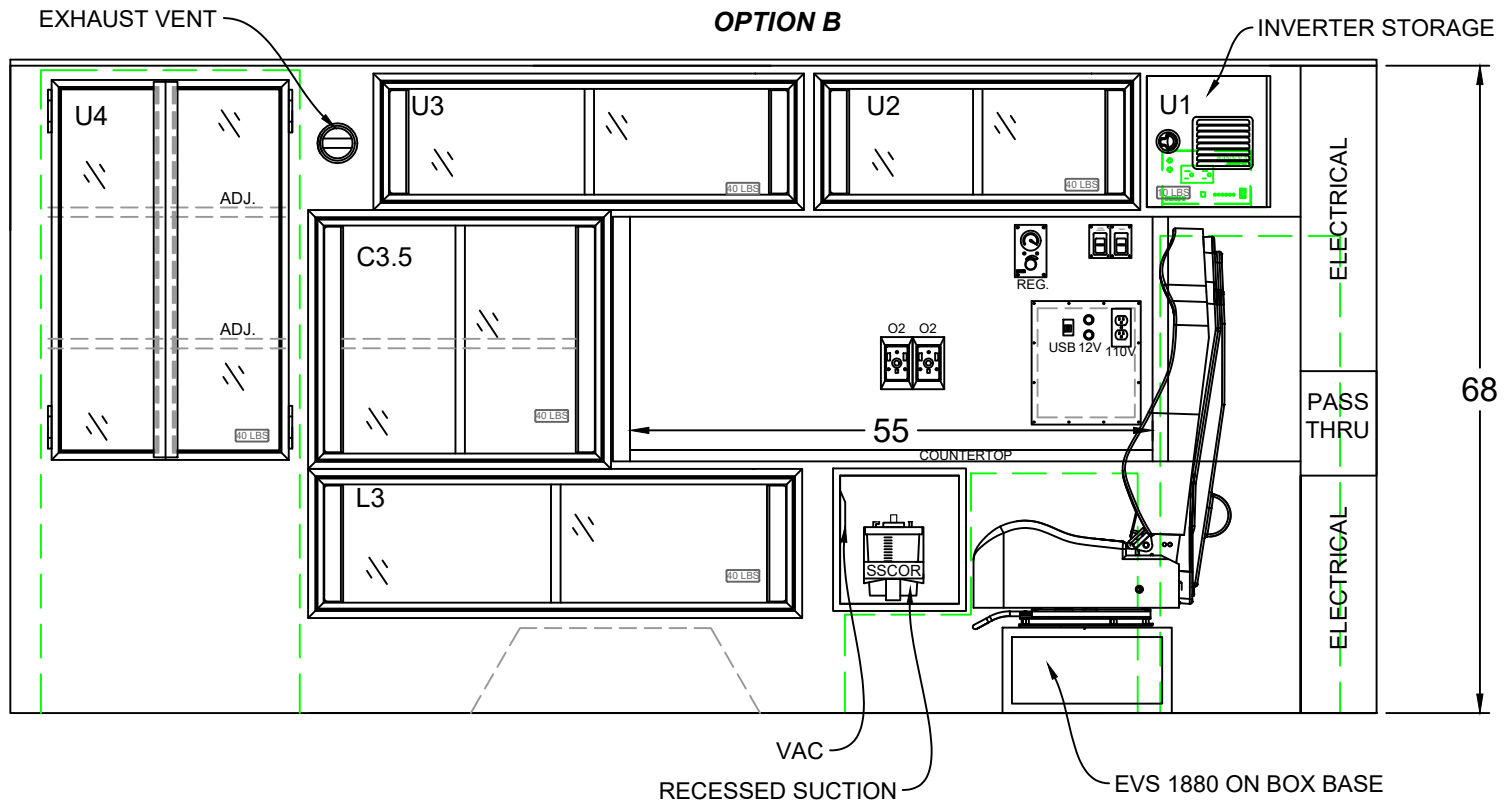 OPTION B
EXHAUST VENT
INVERTER STORAGE
U4
U3
U2
U1
40 LBS
40 LBS
10 LBS
ELECTRICAL
ADJ.
C3.5
REG.
ADJ.
O2 O2
USB 12V 110V
68
PASS
THRU
40 LBS
40 LBS
55
COUNTERTOP
L3
SSCOR
40 LBS
ELECTRICAL
VAC
RECESSED SUCTION
EVS 1880 ON BOX BASE